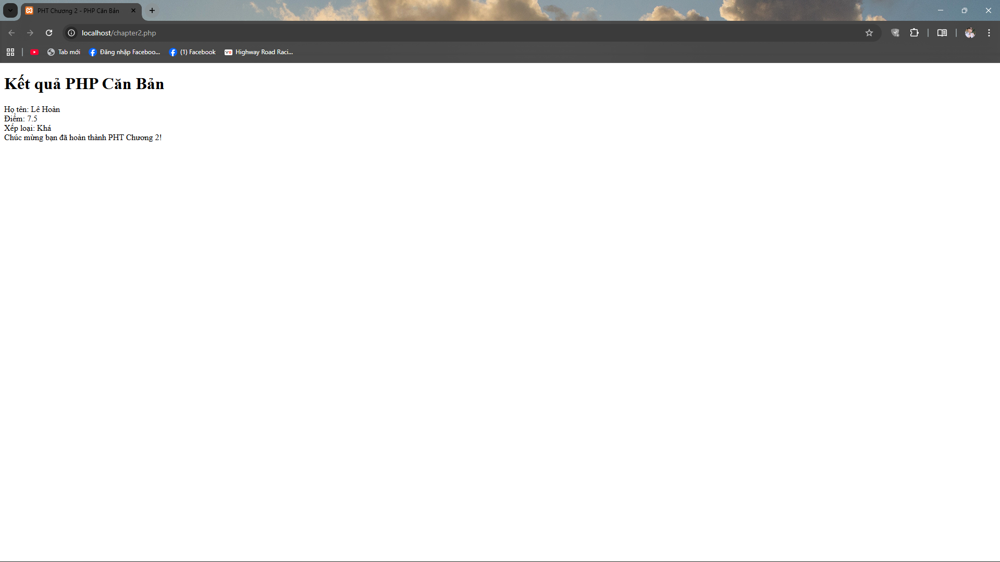 PHT Chương 2 - PHP Căn Bản
localhost/chapter2.php
Tab mới
Đăng nhập Faceboo...
(1) Facebook
Highway Road Raci...
Kết quả PHP Căn Bản
Họ tên: Lê Hoàn
Điểm: 7.5
Xếp loại: Khá
Chúc mừng bạn đã hoàn thành PHT Chương 2!